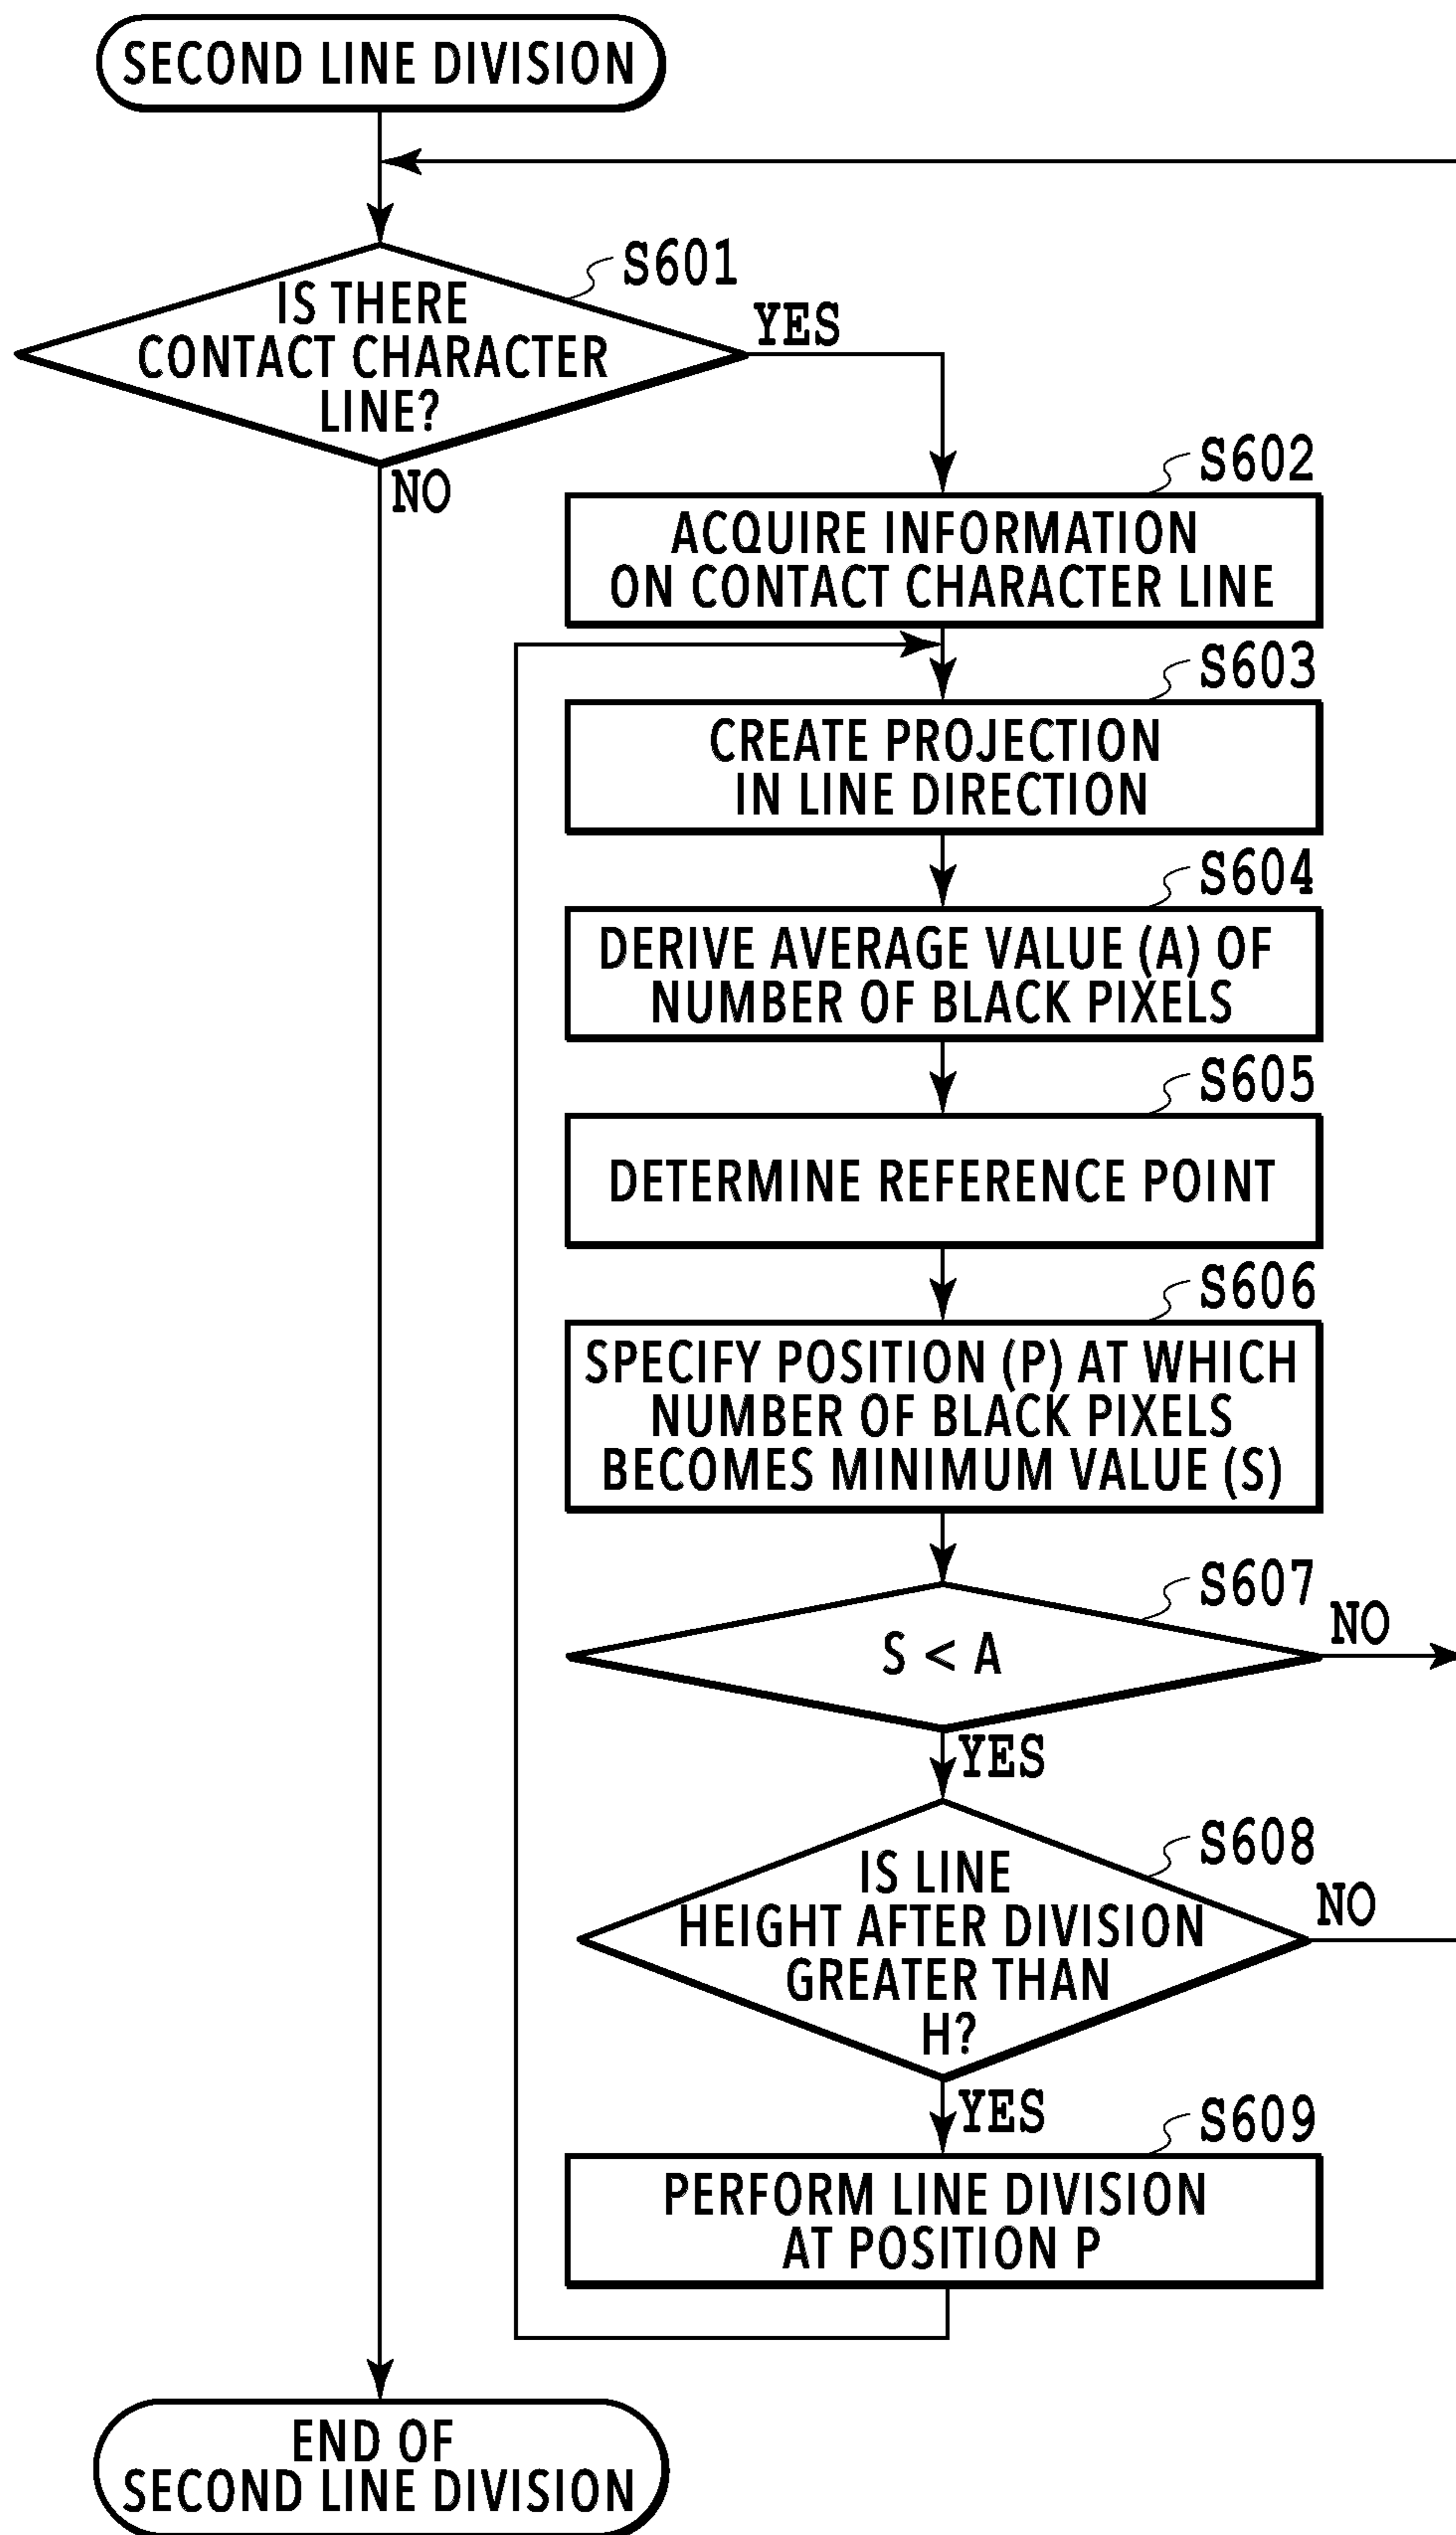 SECOND LINE DIVISION
S601
IS THERE
CONTACT CHARACTER
LINE?
YES
NO
S602
ACQUIRE INFORMATION
ON CONTACT CHARACTER LINE
S603
CREATE PROJECTION
IN LINE DIRECTION
S604
DERIVE AVERAGE VALUE (A) OF
NUMBER OF BLACK PIXELS
S605
DETERMINE REFERENCE POINT
S606
SPECIFY POSITION (P) AT WHICH
NUMBER OF BLACK PIXELS
BECOMES MINIMUM VALUE (S)
S607
S < A
NO
YES
S608
IS LINE
HEIGHT AFTER DIVISION
GREATER THAN
H?
NO
YES
S609
PERFORM LINE DIVISION
AT POSITION P
END OF
SECOND LINE DIVISION